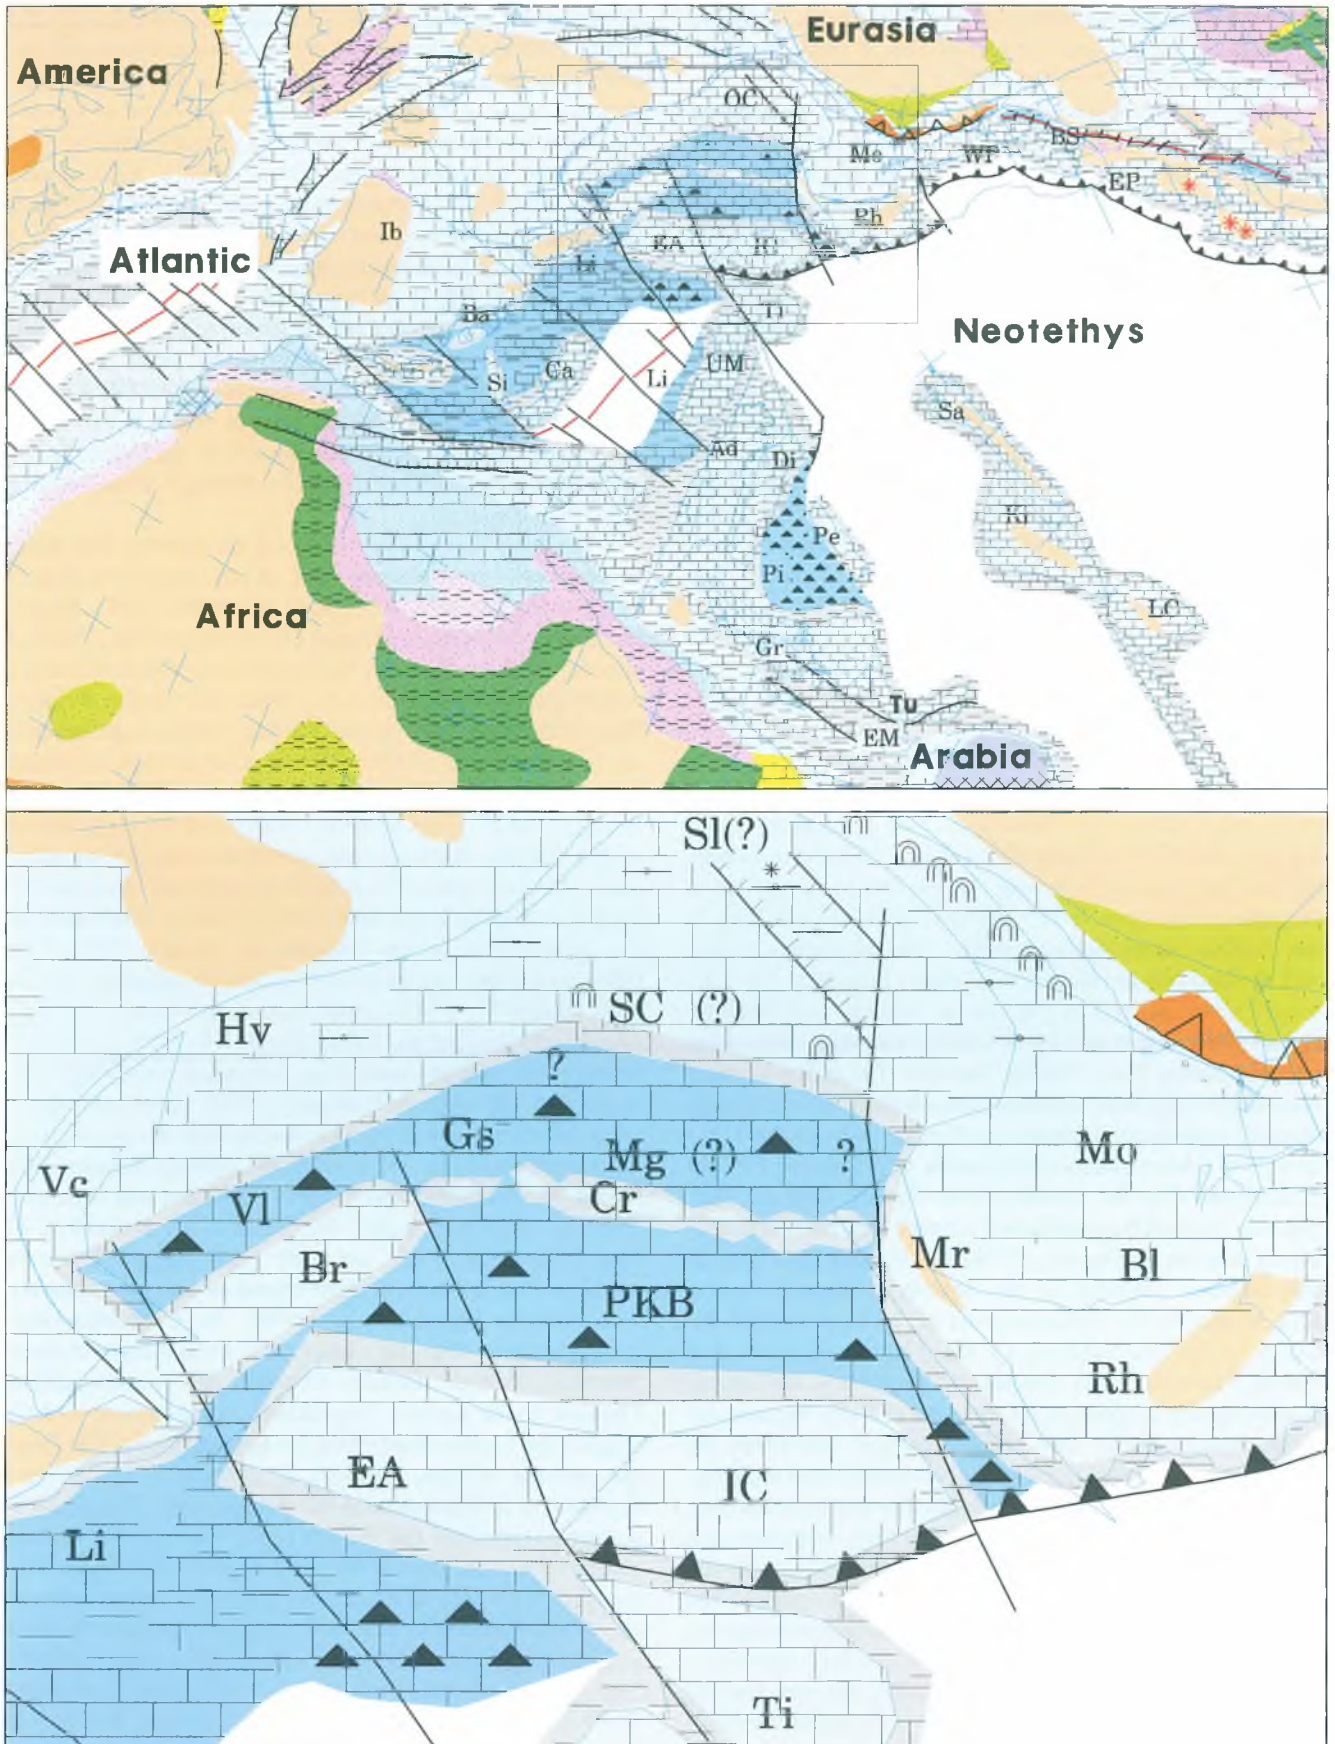 America
Eurasia
OC
BS
Mo
WP
EP
Rh
Ib
EA
IC
Atlantic
Li
Ba
Ti
Neotethys
UM
Ca
Si
Li
Sa
Ad
Di
Ki
Pe
Pi
Africa
LC
Gr
Tu
EM
Arabia
Sl(?)
SC (?)
Hv
?
Gs
Mg (?) ?
Mo
Vc
Cr
Vl
Br
Mr
Bl
PKB
Rh
EA
IC
Li
Ti